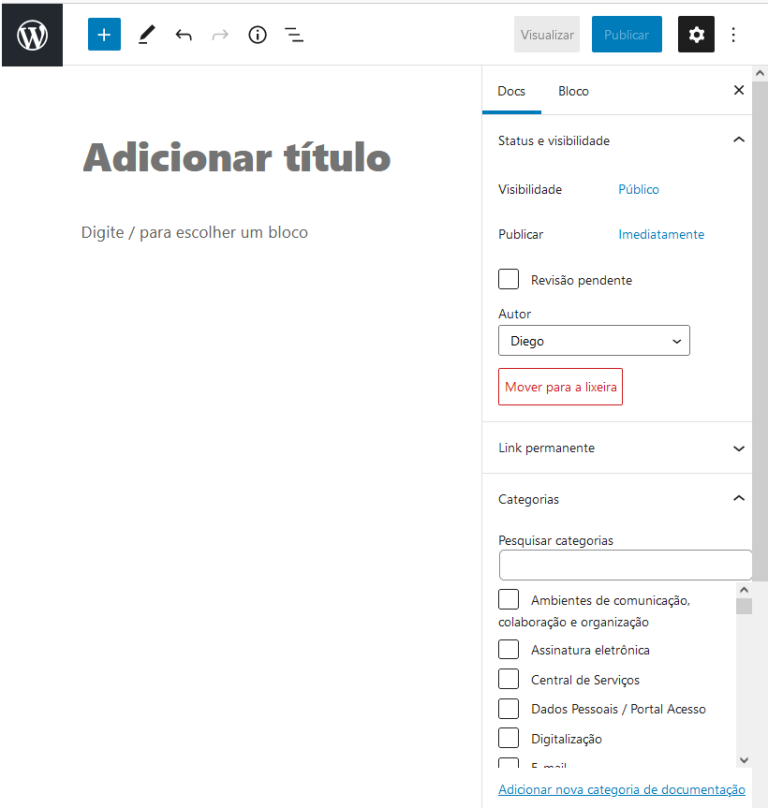 Visualizar
Publicar
Docs
Bloco
Adicionar título
Digite / para escolher um bloco
Status e visibilidade
Visibilidade
Público
Publicar
Imediatamente
Revisão pendente
Autor
Diego
Mover para a lixeira
Link permanente
Categorias
Pesquisar categorias
Ambientes de comunicação,
colaboração e organização
Assinatura eletrônica
Central de Serviços
Dados Pessoais / Portal Acesso
Digitalização
E-mail
Adicionar nova categoria de documentação